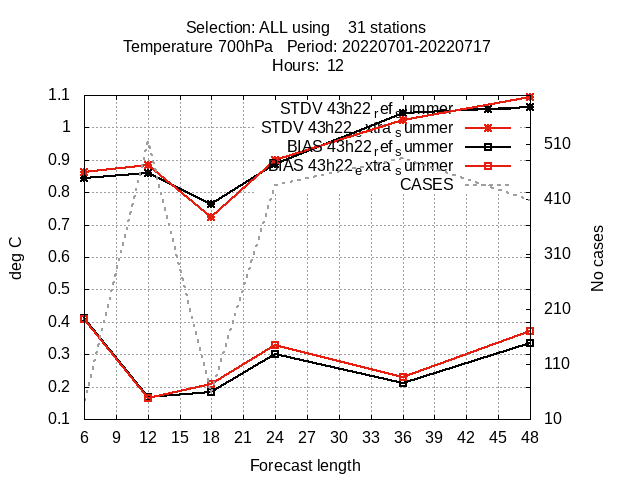 Selection: ALL using    31 stations
Temperature 700hPa   Period: 20220701-20220717
Hours: 12
1.1
1
0.9
0.8
0.7
0.6
0.5
0.4
0.3
0.2
0.1
deg C
STDV 43h22_ref_summer
STDV 43h22_extra_summer
BIAS 43h22_ref_summer
BIAS 43h22_extra_summer
CASES
510
410
310
210
110
10
No cases
6 9 12 15 18 21 24 27 30 33 36 39 42 45 48
Forecast length